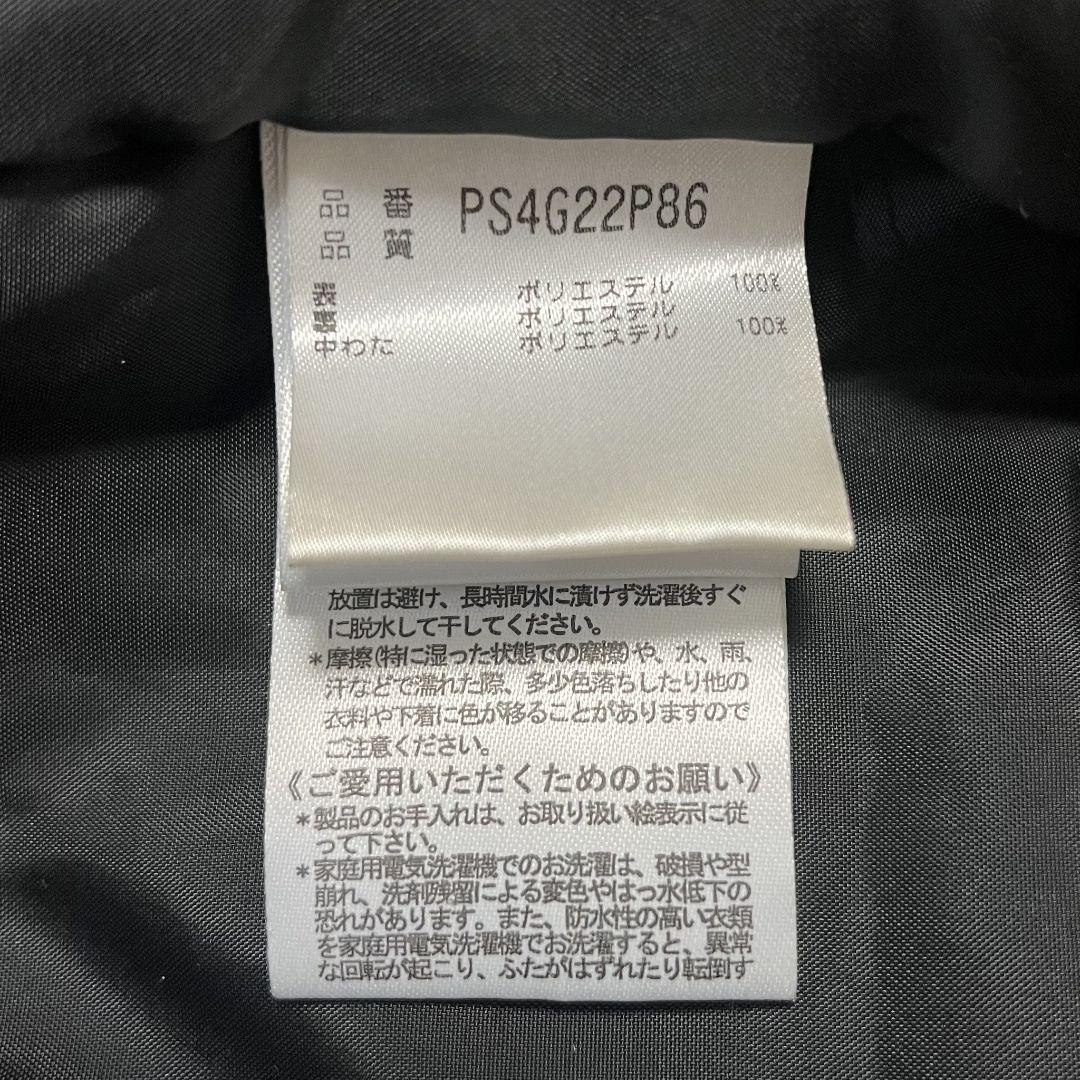 品 番 PS4G22P86
品 質
表 ポリエステル 100%
ポリエステル
中わた ポリエステル 100%
放置は避け、長時間水に漬けず洗濯後すぐ
に脱水して干してください。
*摩擦(特に湿った状態での摩擦)や、水、雨、
汗などで濡れた際、多少色落ちしたり他の
衣料や下着に色が移ることがありますので
ご注意ください。
《ご愛用いただくためのお願い》
*製品のお手入れは、お取り扱い絵表示に従
って下さい。
*家庭用電気洗濯機でのお洗濯は、破損や型
崩れ、洗剤残留による変色やはっ水低下の
恐れがあります。また、防水性の高い衣類
を家庭用電気洗濯機でお洗濯すると、異常
な回転が起こり、ふたがはずれたり転倒す